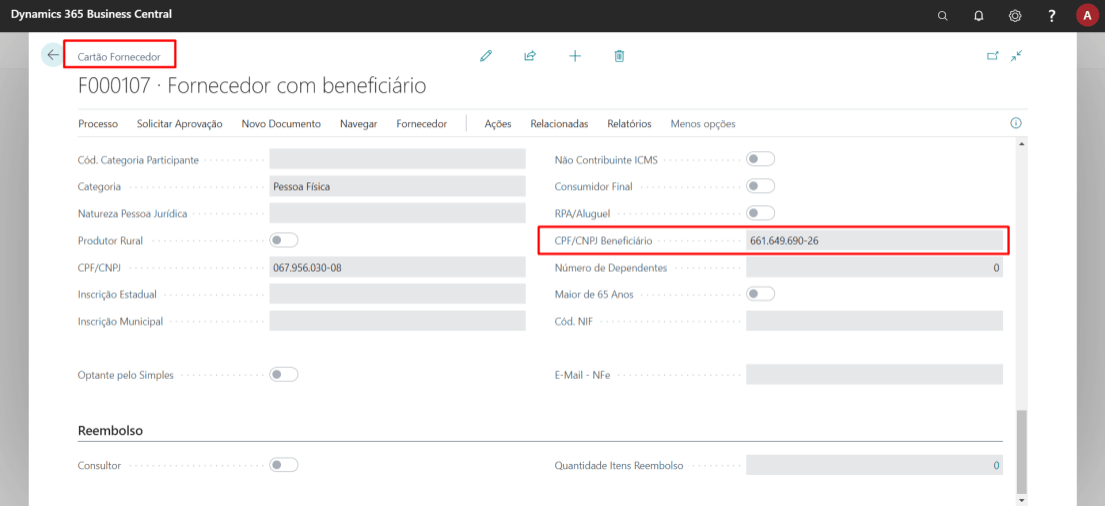 Dynamics 365 Business Central
?
A
Cartão Fornecedor
F000107 · Fornecedor com beneficiário
Processo Solicitar Aprovação Novo Documento Navegar Fornecedor Ações Relacionadas Relatórios Menos opções
Cód. Categoria Participante
Categoria Pessoa Física
Natureza Pessoa Jurídica
Produtor Rural
CPF/CNPJ 067.956.030-08
Inscrição Estadual
Inscrição Municipal
Optante pelo Simples
Não Contribuinte ICMS
Consumidor Final
RPA/Aluguel
CPF/CNPJ Beneficiário 661.649.690-26
Número de Dependentes 0
Maior de 65 Anos
Cód. NIF
E-Mail - NFe
Reembolso
Consultor
Quantidade Itens Reembolso 0